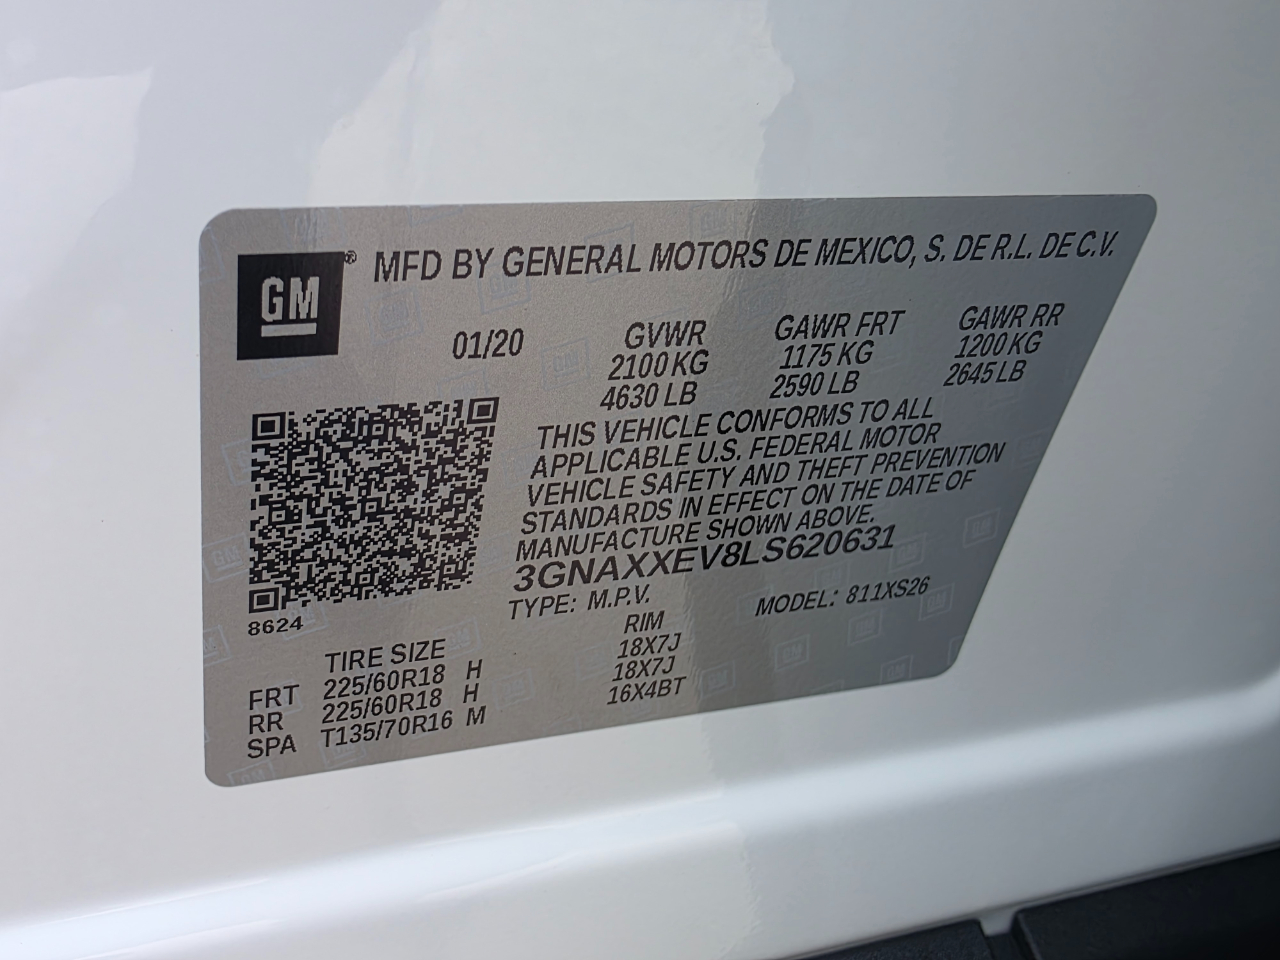 GM® MFD BY GENERAL MOTORS DE MEXICO, S. DE R.L. DE C.V.
01/20 GVWR GAWR FRT GAWR RR
2100 KG 1175 KG 1200 KG
4630 LB 2590 LB 2645 LB
THIS VEHICLE CONFORMS TO ALL
APPLICABLE U.S. FEDERAL MOTOR
VEHICLE SAFETY AND THEFT PREVENTION
STANDARDS IN EFFECT ON THE DATE OF
MANUFACTURE SHOWN ABOVE.
3GNAXXEV8LS620631
TYPE: M.P.V. MODEL: 811XS26
8624
TIRE SIZE RIM
FRT 225/60R18 H 18X7J
RR 225/60R18 H 18X7J
SPA T135/70R16 M 16X4BT